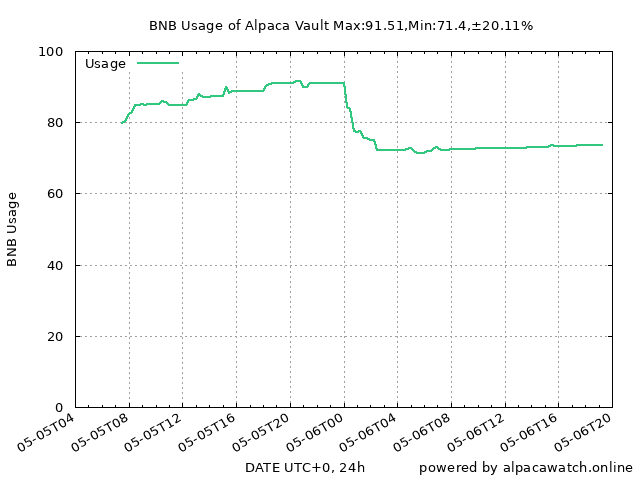 BNB Usage of Alpaca Vault Max:91.51,Min:71.4,±20.11%
100
Usage
80
60
BNB Usage
40
20
0
05-05T04
05-05T08
05-05T12
05-05T16
05-05T20
05-06T00
05-06T04
05-06T08
05-06T12
05-06T16
05-06T20
DATE UTC+0, 24h
powered by alpacawatch.online